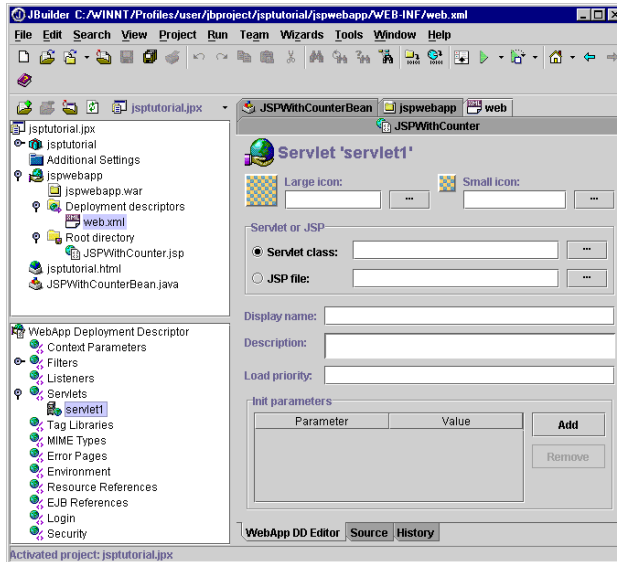 JBuilder C:/WINNT/Profiles/user/jbproject/jsptutorial/jspwebapp/WEB-INF/web.xml
File Edit Search View Project Run Team Wizards Tools Window Help
jsptutorial.jpx
jsptutorial.jpx
jsptutorial
Additional Settings
jspwebapp
jspwebapp.war
Deployment descriptors
web.xml
Root directory
JSPWithCounter.jsp
jsptutorial.html
JSPWithCounterBean.java
WebApp Deployment Descriptor
Context Parameters
Filters
Listeners
Servlets
servlet1
Tag Libraries
MIME Types
Error Pages
Environment
Resource References
EJB References
Login
Security
JSPWithCounterBean jspwebapp web
JSPWithCounter
Servlet 'servlet1'
Large icon: Small icon:
... ...
Servlet or JSP
Servlet class: ...
JSP file: ...
Display name:
Description:
Load priority:
Init parameters
Parameter Value Add
Remove
WebApp DD Editor Source History
Activated project: jsptutorial.jpx